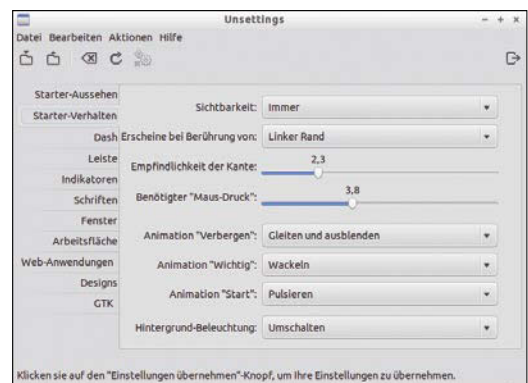 Unsettings
Datei Bearbeiten Aktionen Hilfe
Starter-Aussehen
Starter-Verhalten
Dash
Leiste
Indikatoren
Schriften
Fenster
Arbeitsfläche
Web-Anwendungen
Designs
GTK
Sichtbarkeit: Immer
Erscheine bei Berührung von: Linker Rand
Empfindlichkeit der Kante: 2,3
Benötigter "Maus-Druck": 3,8
Animation "Verbergen": Gleiten und ausblenden
Animation "Wichtig": Wackeln
Animation "Start": Pulsieren
Hintergrund-Beleuchtung: Umschalten
Klicken sie auf den "Einstellungen übernehmen"-Knopf, um Ihre Einstellungen zu übernehmen.